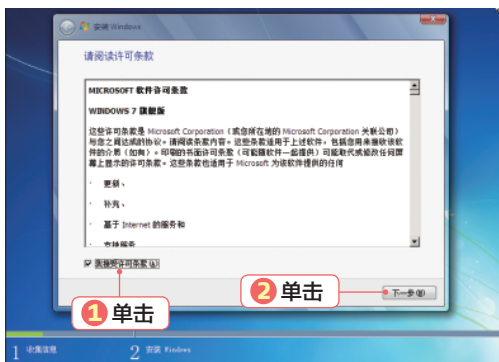 安装 Windows
请阅读许可条款
MICROSOFT 软件许可条款
WINDOWS 7 旗舰版
这些许可条款是 Microsoft Corporation（或您所在地的 Microsoft Corporation 关联公司）
与您之间达成的协议。请阅读条款内容。这些条款适用于上述软件，包括您用来接收该软
件的介质（如有）。印刷的书面许可条款（可能随软件一起提供）可能取代或修改任何屏
幕上显示的许可条款。这些条款也适用于 Microsoft 为该软件提供的任何
· 更新、
· 补充、
· 基于 Internet 的服务和
· 支持服务
我接受许可条款(A)
1 单击
2 单击
下一步(N)
1 收集信息
2 安装 Windows